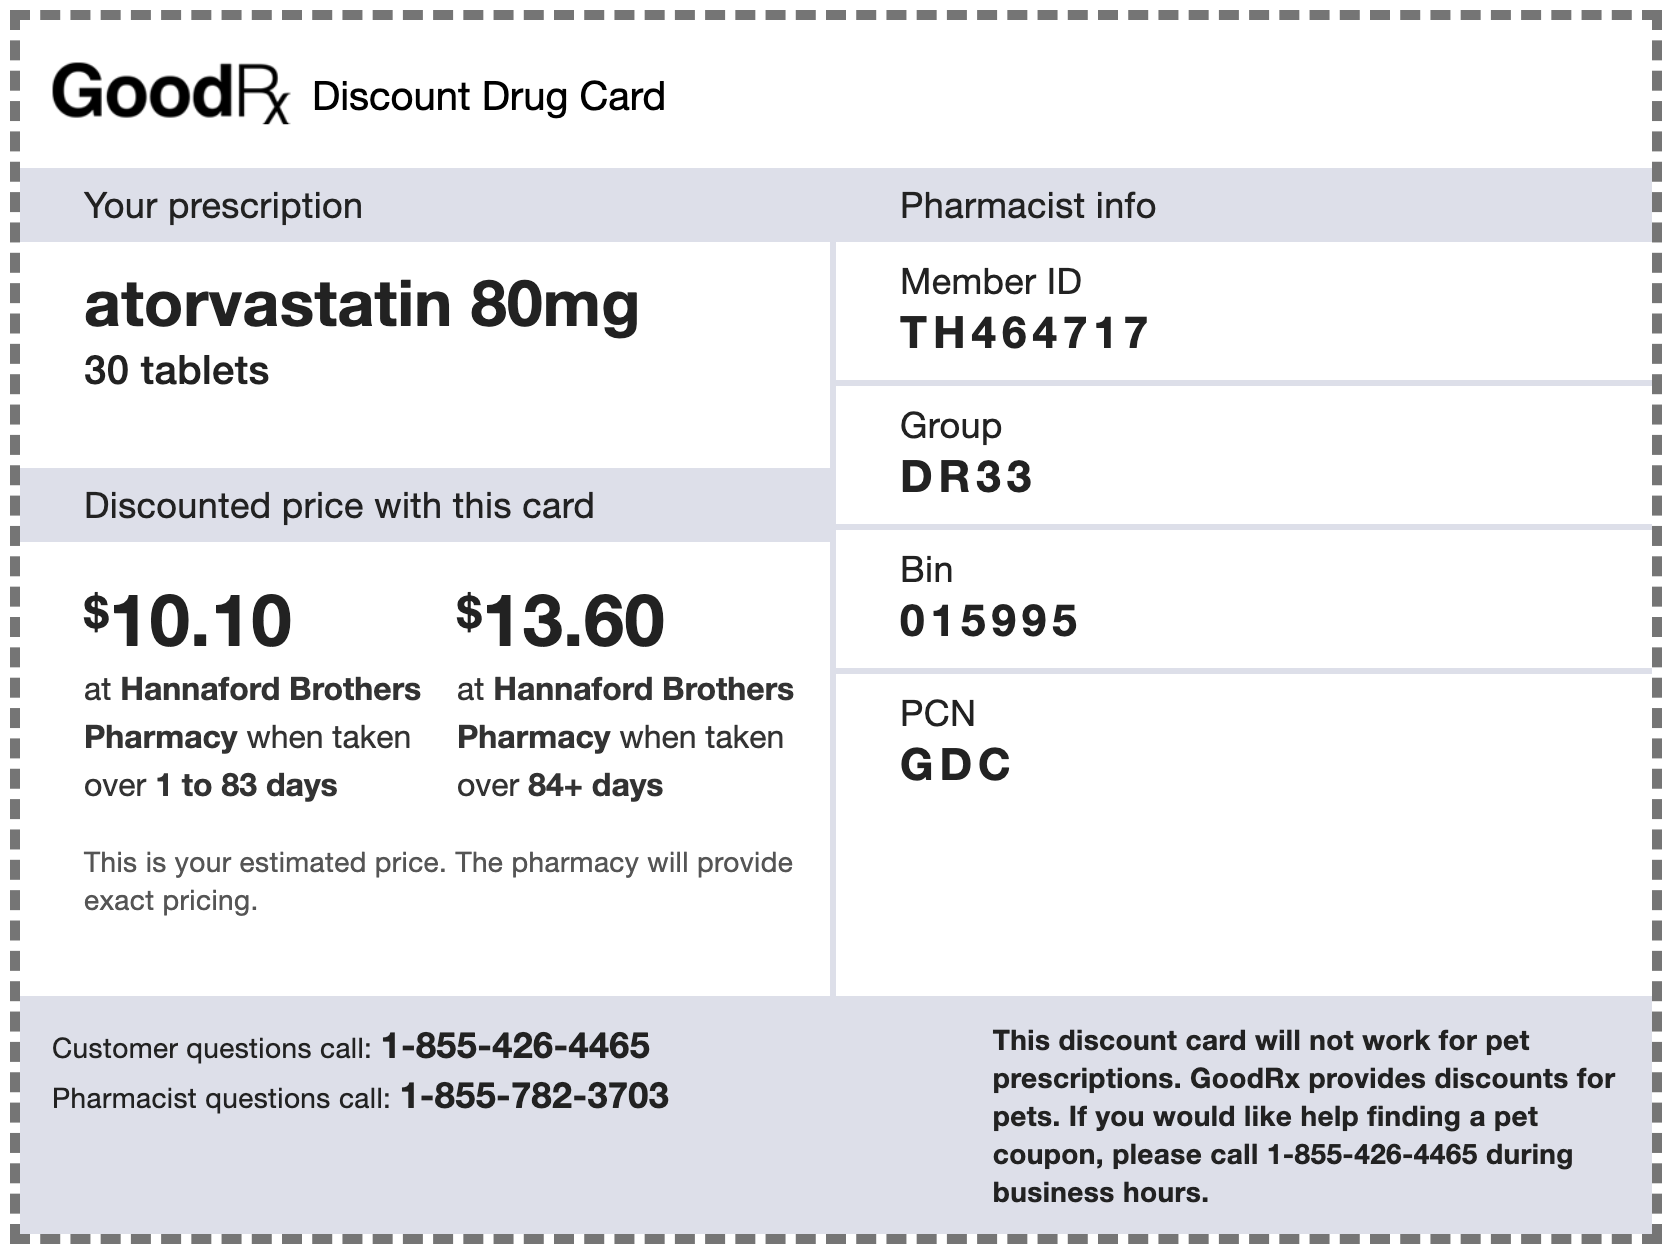 GoodRx Discount Drug Card
Your prescription
atorvastatin 80mg
30 tablets
Discounted price with this card
$10.10
at Hannaford Brothers
Pharmacy when taken
over 1 to 83 days
$13.60
at Hannaford Brothers
Pharmacy when taken
over 84+ days
This is your estimated price. The pharmacy will provide
exact pricing.
Pharmacist info
Member ID
TH464717
Group
DR33
Bin
015995
PCN
GDC
Customer questions call: 1-855-426-4465
Pharmacist questions call: 1-855-782-3703
This discount card will not work for pet
prescriptions. GoodRx provides discounts for
pets. If you would like help finding a pet
coupon, please call 1-855-426-4465 during
business hours.